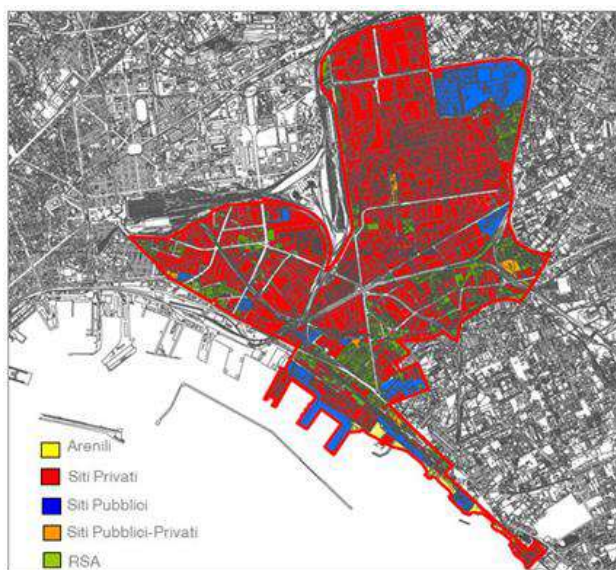 Arenili
Siti Privati
Siti Pubblici
Siti Pubblici-Privati
RSA